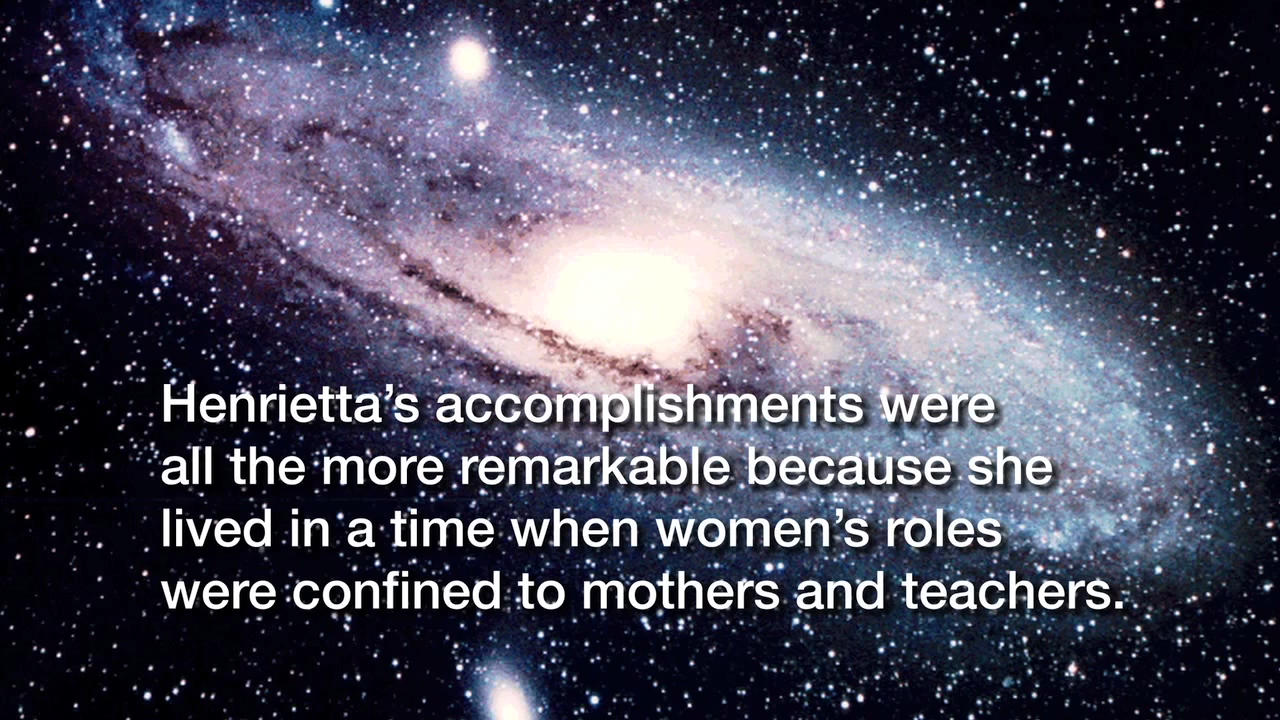 Henrietta’s accomplishments were
all the more remarkable because she
lived in a time when women’s roles
were confined to mothers and teachers.